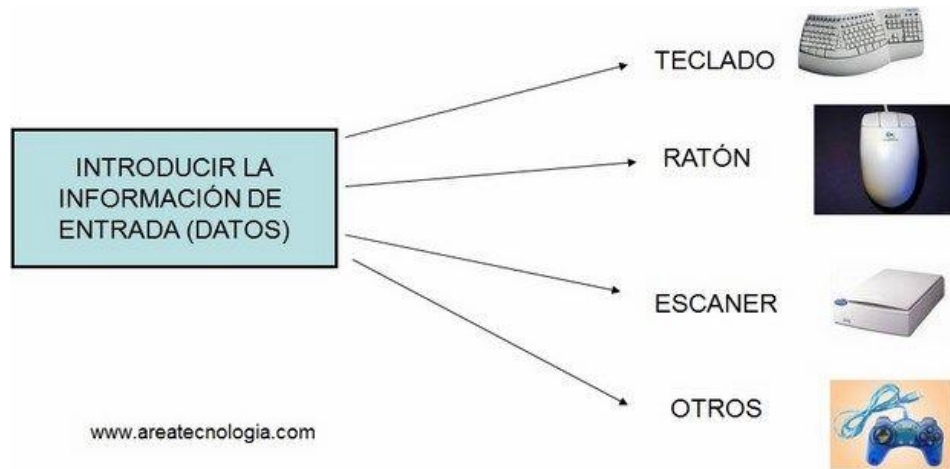 TECLADO
INTRODUCIR LA
INFORMACIÓN DE
ENTRADA (DATOS)
RATÓN
ESCANER
OTROS
www.areatecnologia.com